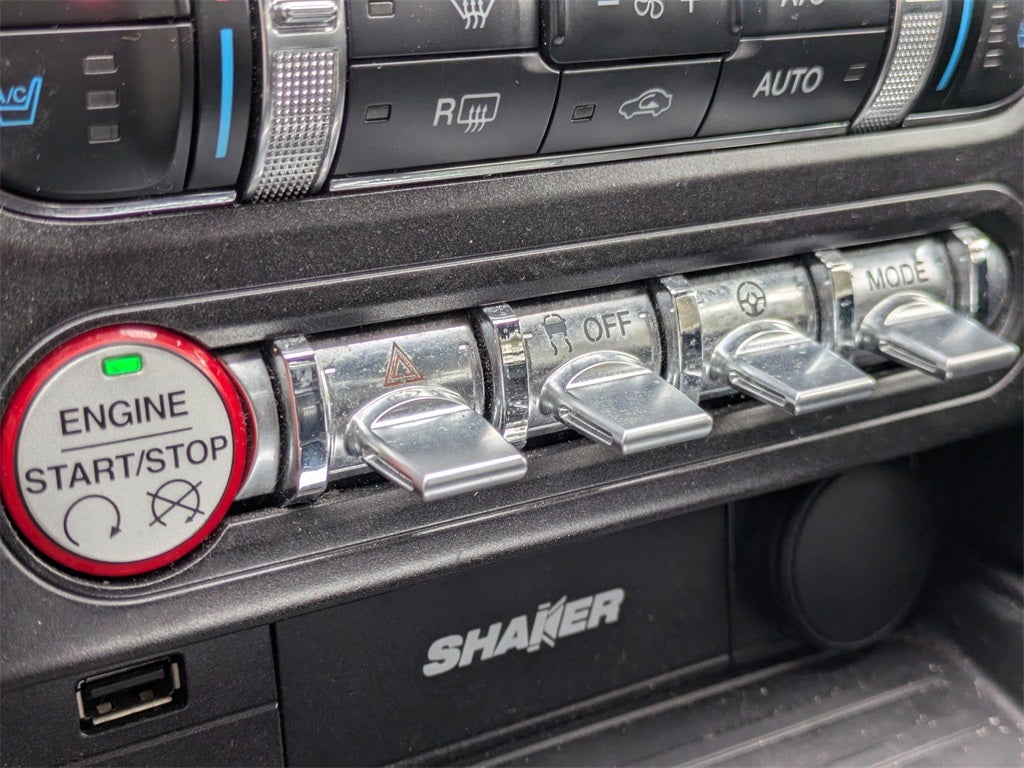 A/C
R
AUTO
MODE
OFF
ENGINE
START/STOP
SHAKER